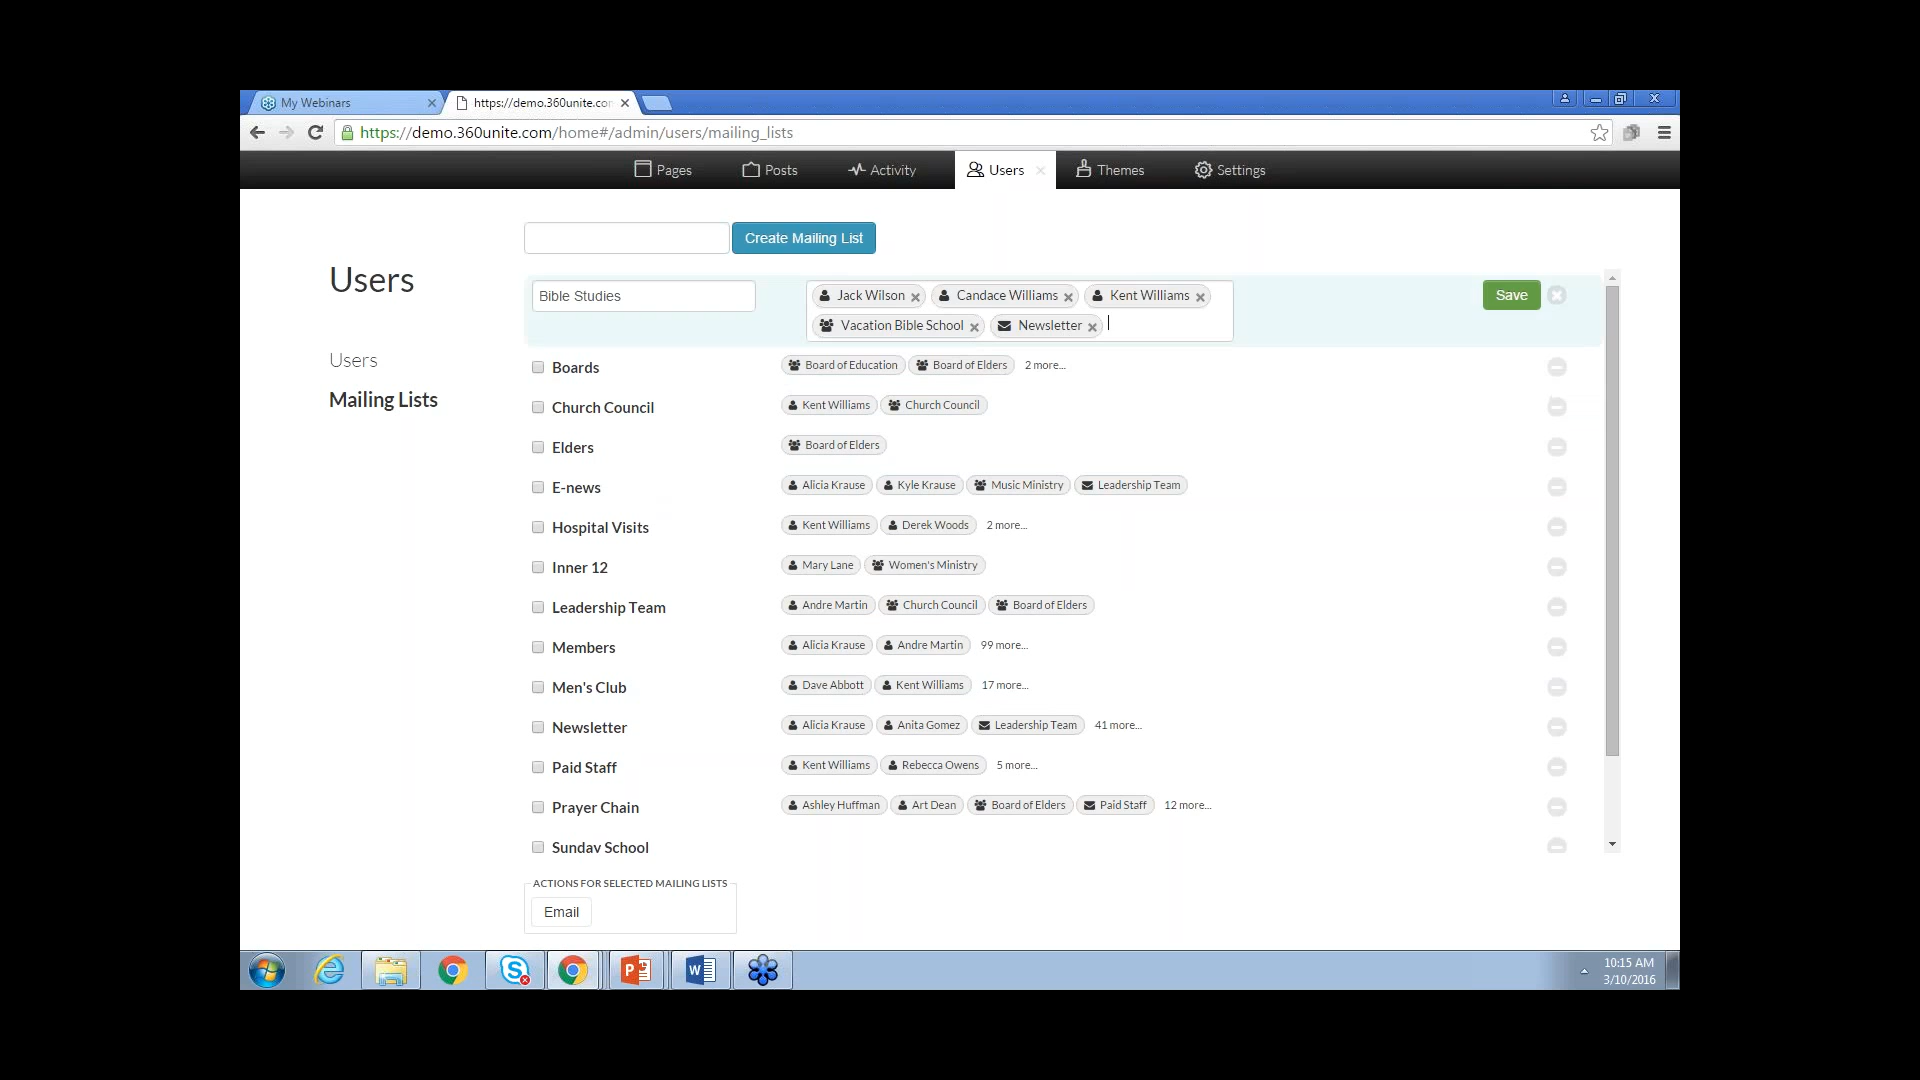 My Webinars
https://demo.360unite.com
https://demo.360unite.com/home#/admin/users/mailing_lists
Pages
Posts
Activity
Users
Themes
Settings
Create Mailing List
Users
Users
Mailing Lists
Bible Studies
Jack Wilson Candace Williams Kent Williams
Vacation Bible School Newsletter
Save
Boards Board of Education Board of Elders 2 more...
Church Council Kent Williams Church Council
Elders Board of Elders
E-news Alicia Krause Kyle Krause Music Ministry Leadership Team
Hospital Visits Kent Williams Derek Woods 2 more...
Inner 12 Mary Lane Women's Ministry
Leadership Team Andre Martin Church Council Board of Elders
Members Alicia Krause Andre Martin 99 more...
Men's Club Dave Abbott Kent Williams 17 more...
Newsletter Alicia Krause Anita Gomez Leadership Team 41 more...
Paid Staff Kent Williams Rebecca Owens 5 more...
Prayer Chain Ashley Huffman Art Dean Board of Elders Paid Staff 12 more...
Sunday School
ACTIONS FOR SELECTED MAILING LISTS
Email
10:15 AM
3/10/2016